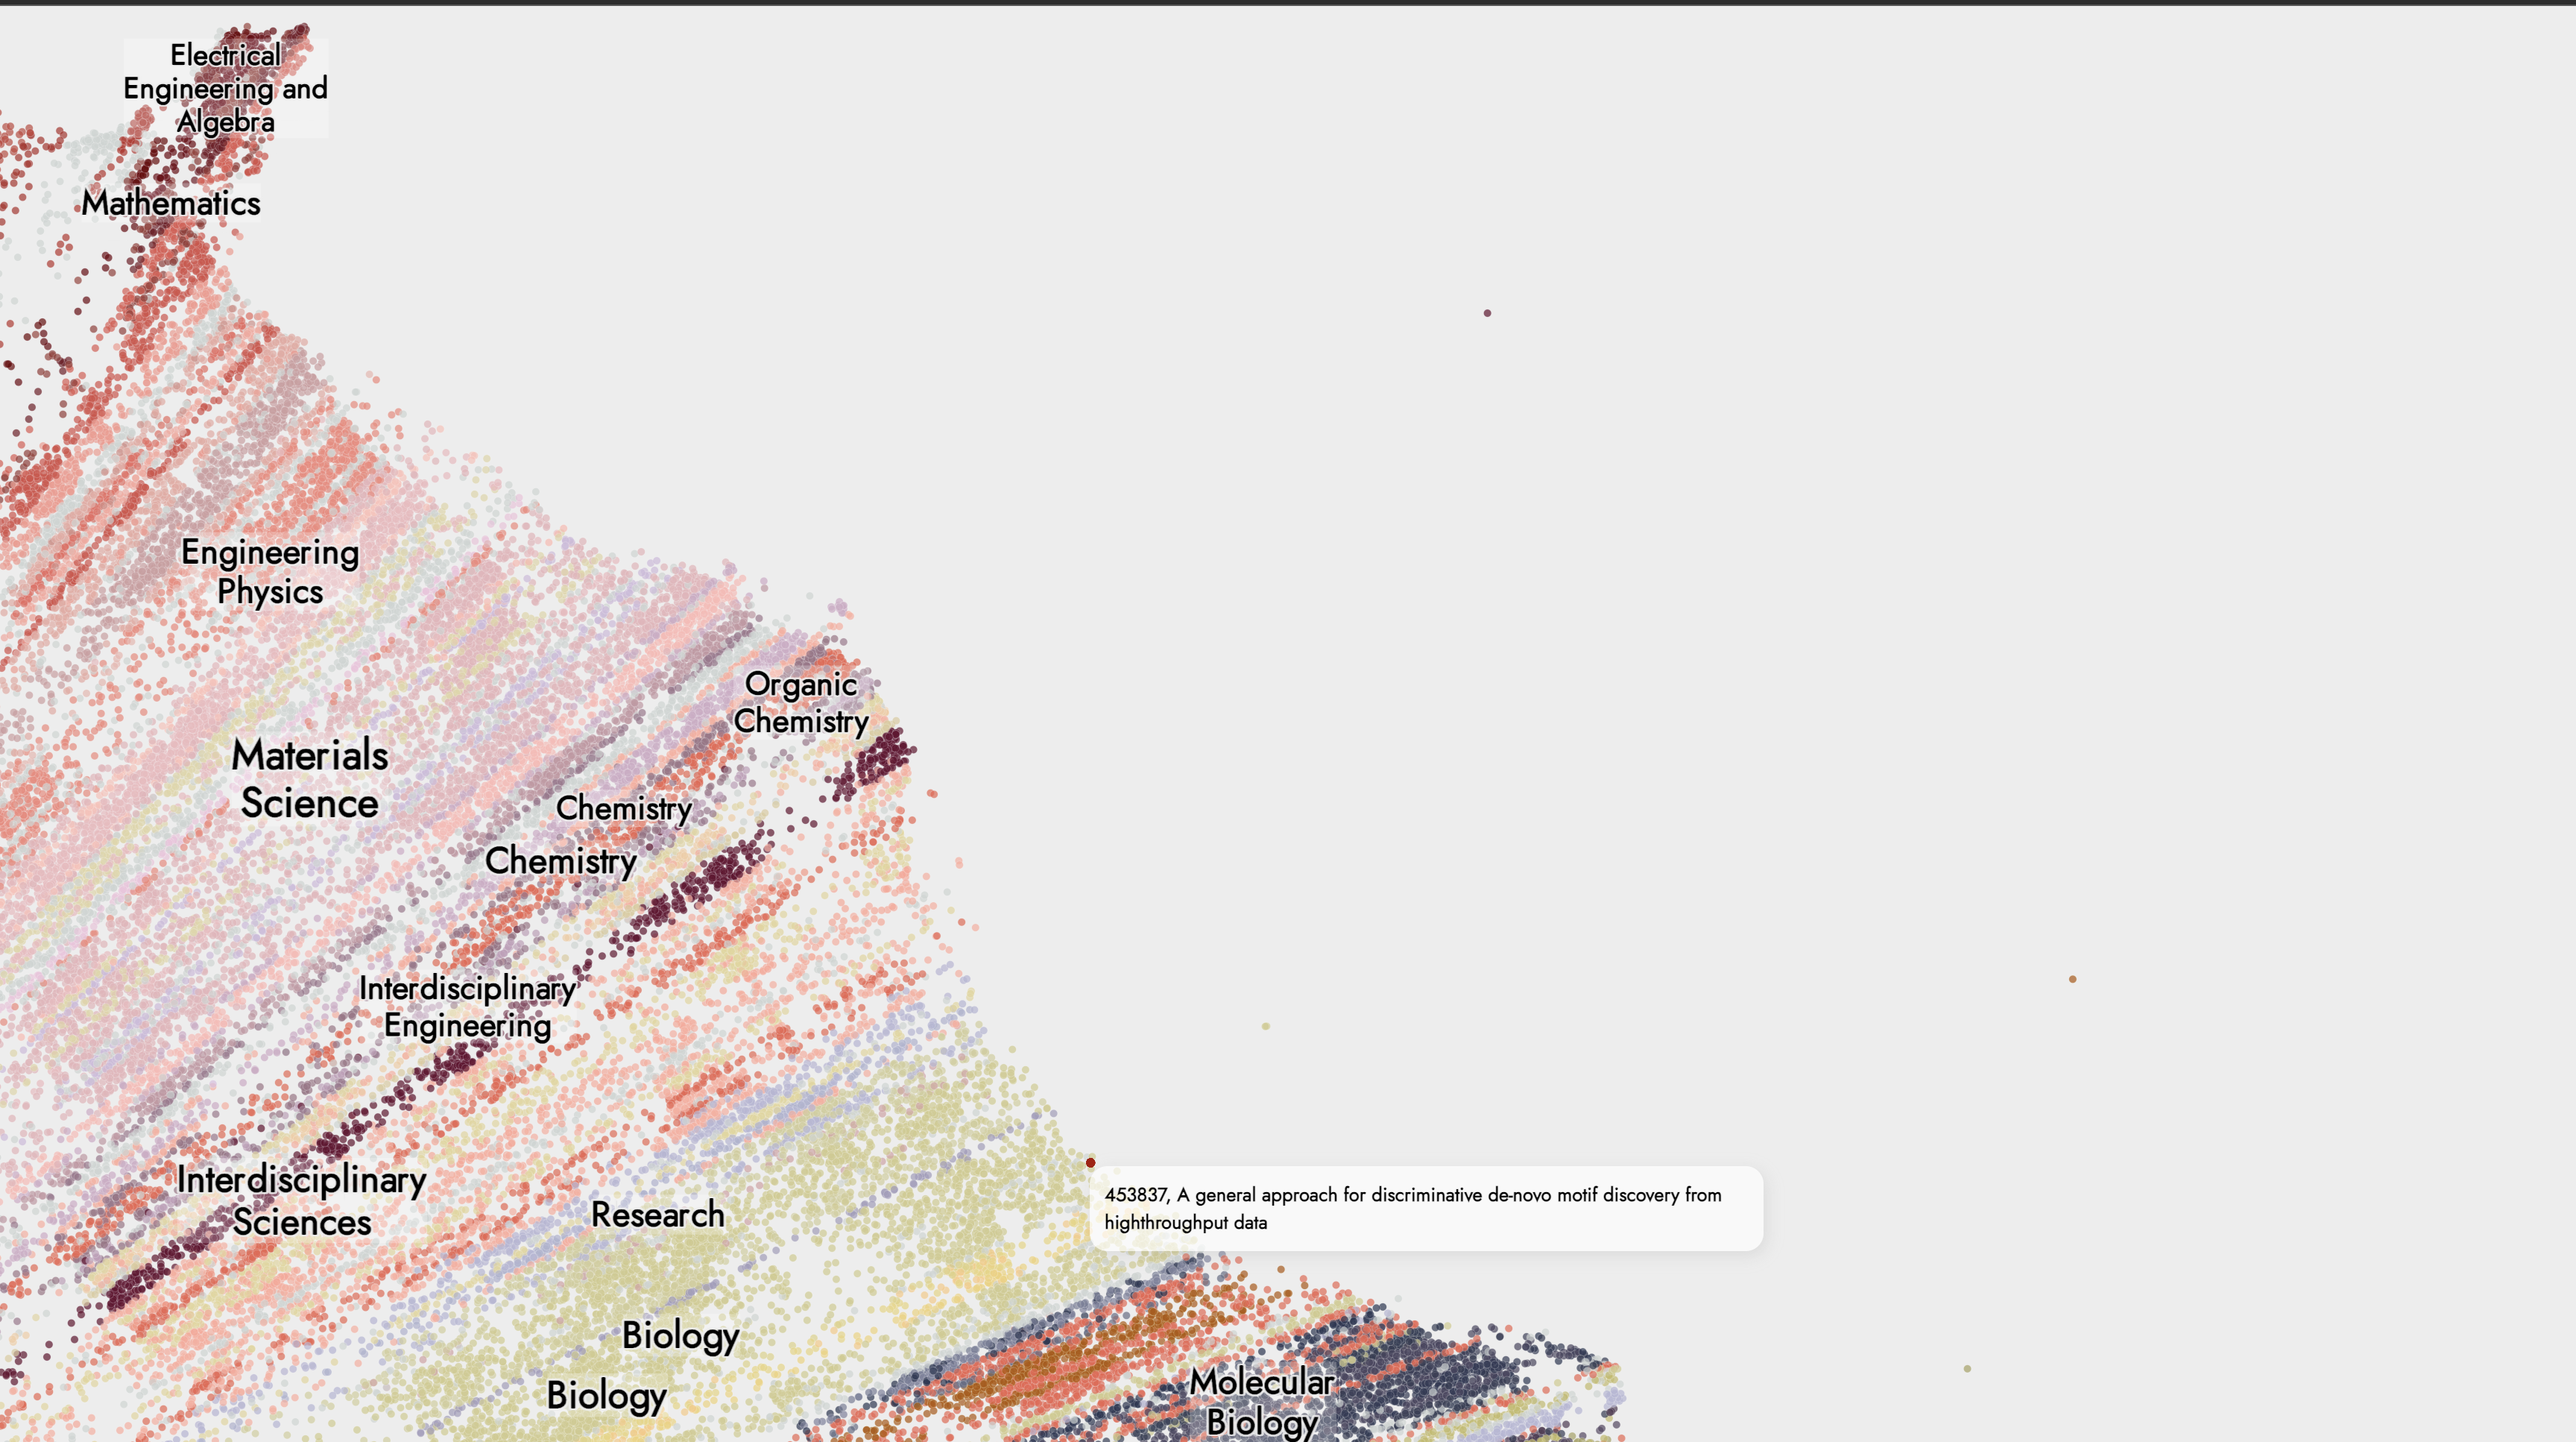 Electrical
Engineering and
Algebra
Mathematics
Engineering
Physics
Organic
Chemistry
Materials
Science
Chemistry
Chemistry
Interdisciplinary
Engineering
Interdisciplinary
Sciences
453837, A general approach for discriminative de-novo motif discovery from
highthroughput data
Research
Biology
Biology
Molecular
Biology